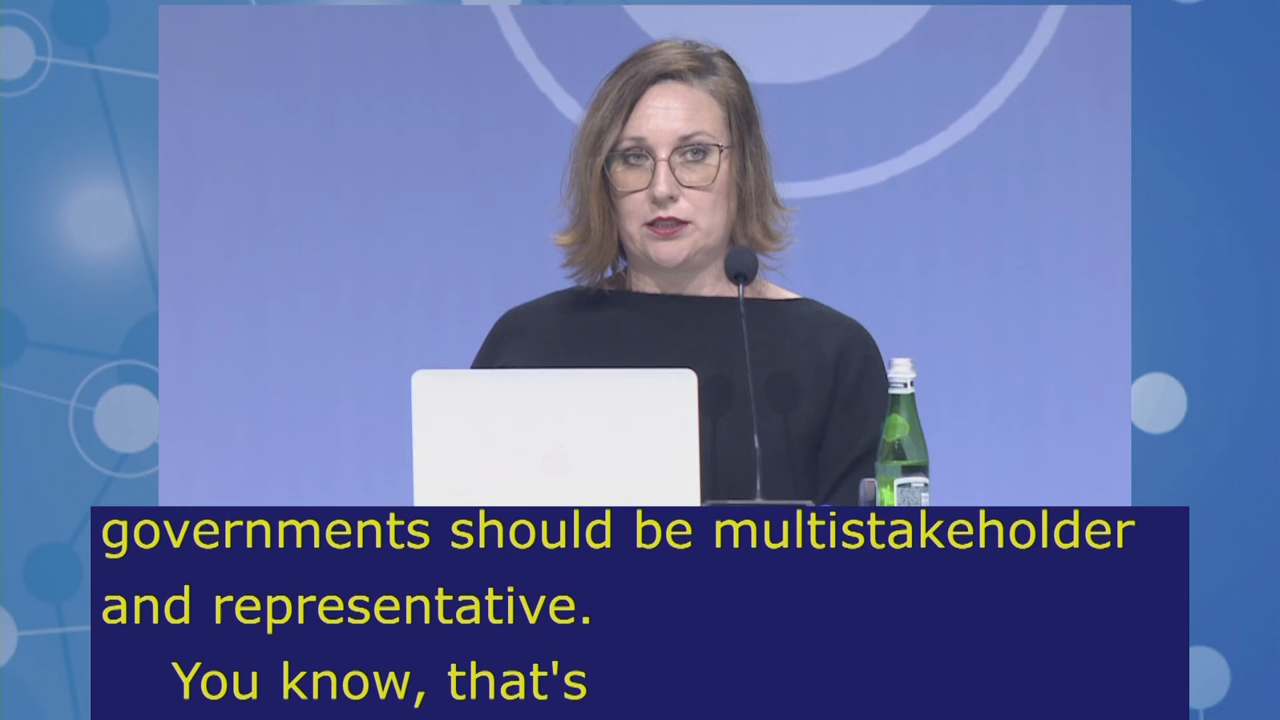 governments should be multistakeholder
and representative.
You know, that's